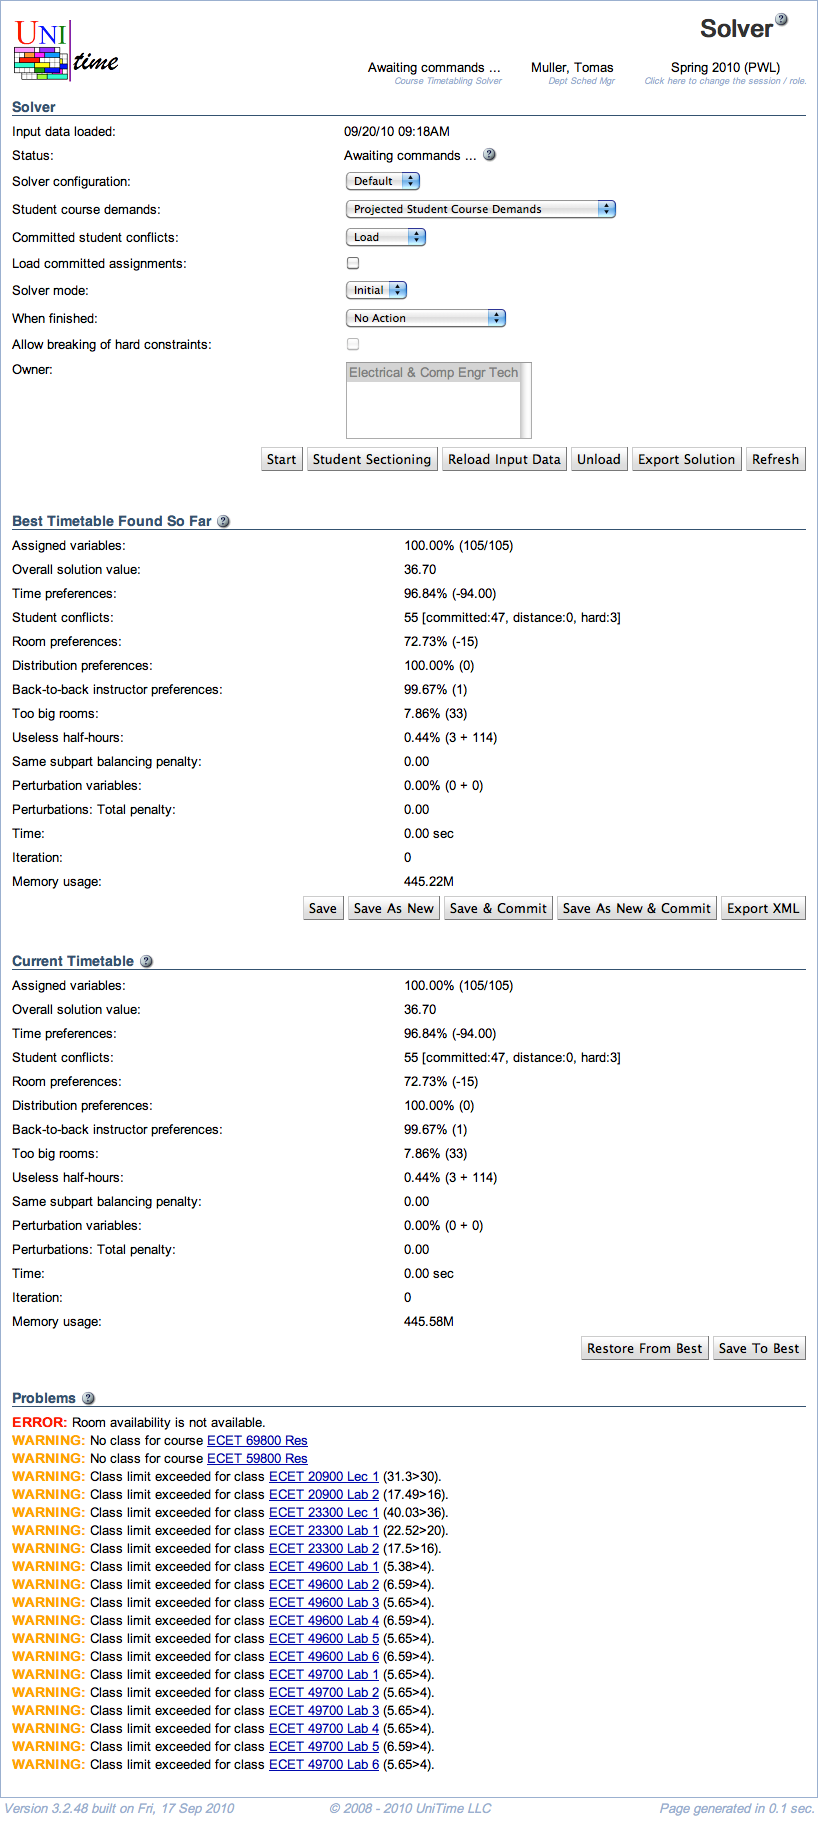 UNI time
Solver
Awaiting commands ... Muller, Tomas Spring 2010 (PWL)
Course Timetabling Solver Dept Sched Mgr Click here to change the session / role.
Solver
Input data loaded: 09/20/10 09:18AM
Status: Awaiting commands ...
Solver configuration: Default
Student course demands: Projected Student Course Demands
Committed student conflicts: Load
Load committed assignments:
Solver mode: Initial
When finished: No Action
Allow breaking of hard constraints:
Owner: Electrical & Comp Engr Tech
Start Student Sectioning Reload Input Data Unload Export Solution Refresh
Best Timetable Found So Far
Assigned variables: 100.00% (105/105)
Overall solution value: 36.70
Time preferences: 96.84% (-94.00)
Student conflicts: 55 [committed:47, distance:0, hard:3]
Room preferences: 72.73% (-15)
Distribution preferences: 100.00% (0)
Back-to-back instructor preferences: 99.67% (1)
Too big rooms: 7.86% (33)
Useless half-hours: 0.44% (3 + 114)
Same subpart balancing penalty: 0.00
Perturbation variables: 0.00% (0 + 0)
Perturbations: Total penalty: 0.00
Time: 0.00 sec
Iteration: 0
Memory usage: 445.22M
Save Save As New Save & Commit Save As New & Commit Export XML
Current Timetable
Assigned variables: 100.00% (105/105)
Overall solution value: 36.70
Time preferences: 96.84% (-94.00)
Student conflicts: 55 [committed:47, distance:0, hard:3]
Room preferences: 72.73% (-15)
Distribution preferences: 100.00% (0)
Back-to-back instructor preferences: 99.67% (1)
Too big rooms: 7.86% (33)
Useless half-hours: 0.44% (3 + 114)
Same subpart balancing penalty: 0.00
Perturbation variables: 0.00% (0 + 0)
Perturbations: Total penalty: 0.00
Time: 0.00 sec
Iteration: 0
Memory usage: 445.58M
Restore From Best Save To Best
Problems
ERROR: Room availability is not available.
WARNING: No class for course ECET 69800 Res
WARNING: No class for course ECET 59800 Res
WARNING: Class limit exceeded for class ECET 20900 Lec 1 (31.3>30).
WARNING: Class limit exceeded for class ECET 20900 Lab 2 (17.49>16).
WARNING: Class limit exceeded for class ECET 23300 Lec 1 (40.03>36).
WARNING: Class limit exceeded for class ECET 23300 Lab 1 (22.52>20).
WARNING: Class limit exceeded for class ECET 23300 Lab 2 (17.5>16).
WARNING: Class limit exceeded for class ECET 49600 Lab 1 (5.38>4).
WARNING: Class limit exceeded for class ECET 49600 Lab 2 (6.59>4).
WARNING: Class limit exceeded for class ECET 49600 Lab 3 (5.65>4).
WARNING: Class limit exceeded for class ECET 49600 Lab 4 (6.59>4).
WARNING: Class limit exceeded for class ECET 49600 Lab 5 (5.65>4).
WARNING: Class limit exceeded for class ECET 49600 Lab 6 (6.59>4).
WARNING: Class limit exceeded for class ECET 49700 Lab 1 (5.65>4).
WARNING: Class limit exceeded for class ECET 49700 Lab 2 (5.65>4).
WARNING: Class limit exceeded for class ECET 49700 Lab 3 (5.65>4).
WARNING: Class limit exceeded for class ECET 49700 Lab 4 (5.65>4).
WARNING: Class limit exceeded for class ECET 49700 Lab 5 (6.59>4).
WARNING: Class limit exceeded for class ECET 49700 Lab 6 (5.65>4).
Version 3.2.48 built on Fri, 17 Sep 2010 © 2008 - 2010 UniTime LLC Page generated in 0.1 sec.